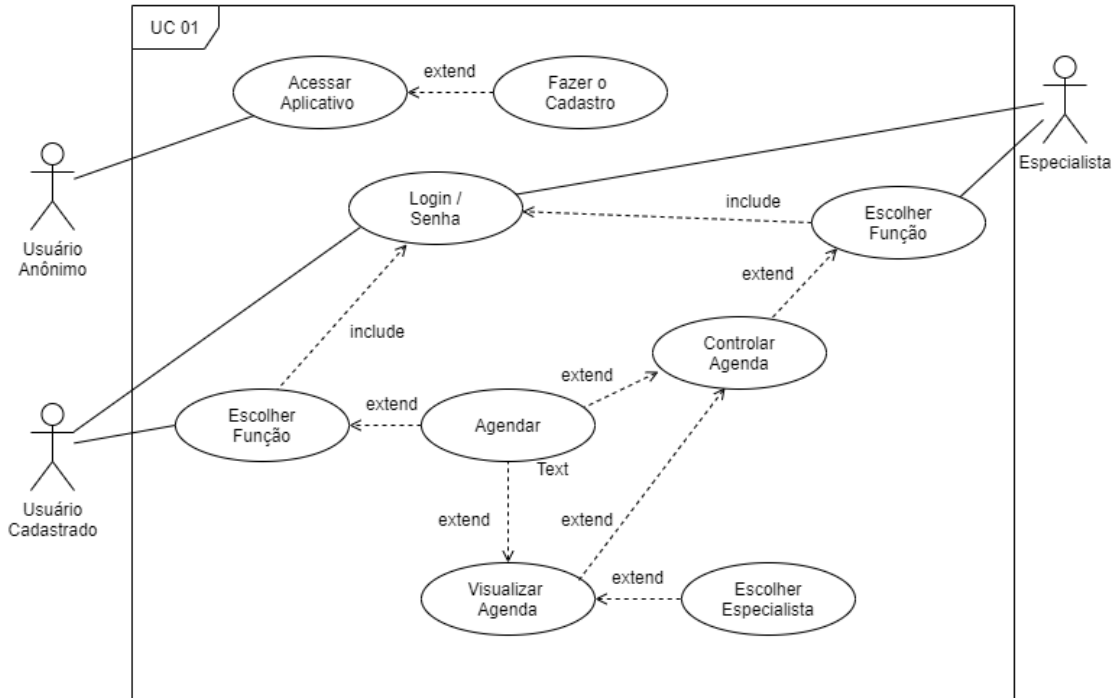 UC 01
Acessar
Aplicativo
extend
Fazer o
Cadastro
Especialista
Usuário
Anônimo
Login /
Senha
include
Escolher
Função
extend
include
Controlar
Agenda
extend
Usuário
Cadastrado
Escolher
Função
extend
Agendar
Text
extend
extend
Visualizar
Agenda
extend
Escolher
Especialista